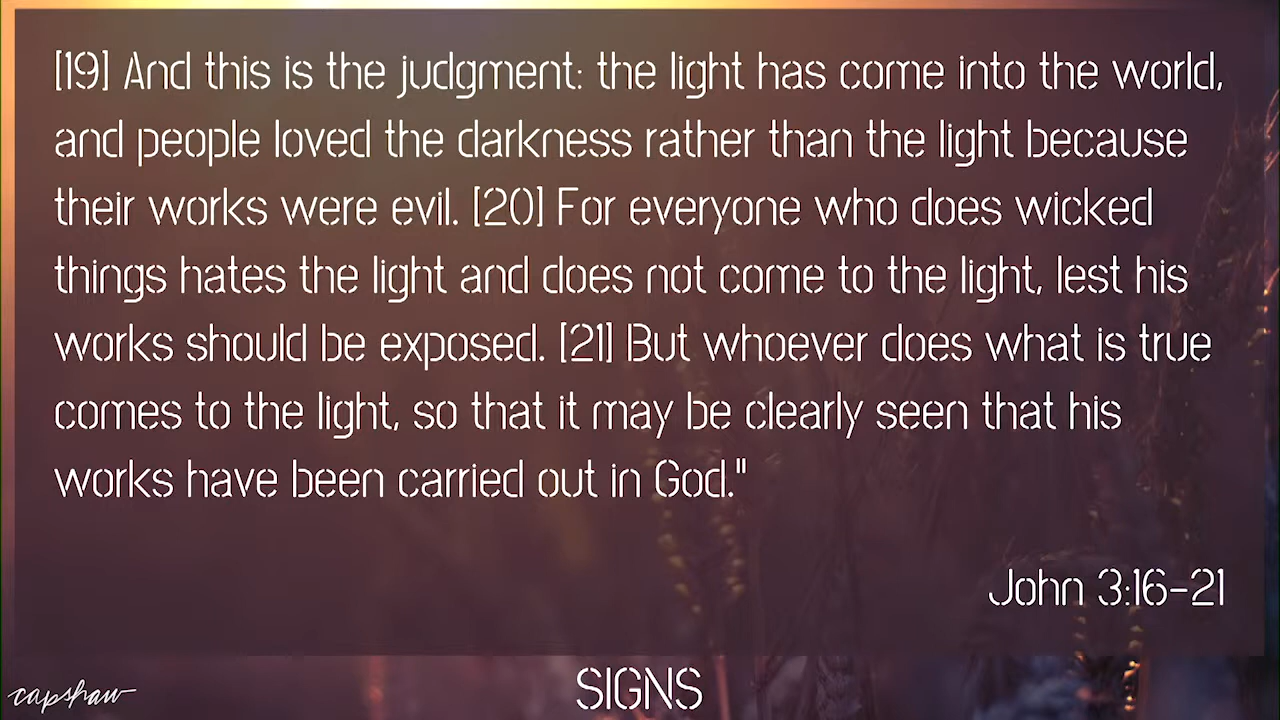 [19] And this is the judgment: the light has come into the world,
and people loved the darkness rather than the light because
their works were evil. [20] For everyone who does wicked
things hates the light and does not come to the light, lest his
works should be exposed. [21] But whoever does what is true
comes to the light, so that it may be clearly seen that his
works have been carried out in God."
John 3:16-21
capshaw
SIGNS